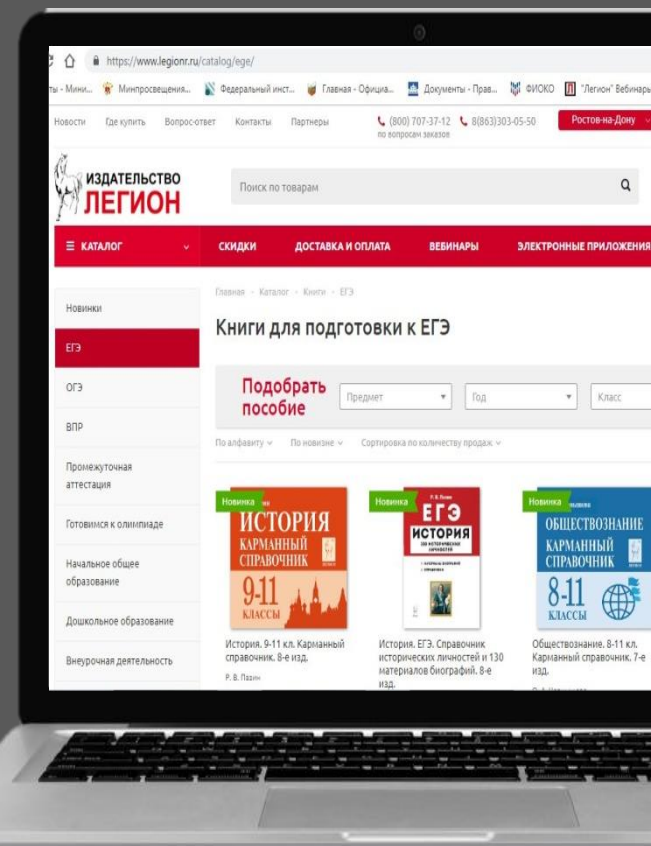 https://www.legionr.ru/catalog/ege/
ты - Мини... Минпросвещения... Федеральный инст... Главная - Официа... Документы - Прав... ФИОКО "Легион" Вебинары
Новости Где купить Вопрос-ответ Контакты Партнеры (800) 707-37-12 8(863)303-05-50 Ростов-на-Дону
по вопросам заказов
ИЗДАТЕЛЬСТВО
ЛЕГИОН
Поиск по товарам
КАТАЛОГ СКИДКИ ДОСТАВКА И ОПЛАТА ВЕБИНАРЫ ЭЛЕКТРОННЫЕ ПРИЛОЖЕНИЯ
Новинки
ЕГЭ
ОГЭ
ВПР
Промежуточная
аттестация
Готовимся к олимпиаде
Начальное общее
образование
Дошкольное образование
Внеурочная деятельность
Главная - Каталог - Книги - ЕГЭ
Книги для подготовки к ЕГЭ
Подобрать
пособие
Предмет Год Класс
По алфавиту По новизне Сортировка по количеству продаж
Новинка
ИСТОРИЯ
КАРМАННЫЙ
СПРАВОЧНИК
9-11
КЛАССЫ
История. 9-11 кл. Карманный
справочник. 8-е изд.
Р. В. Пазин
Новинка
Р. В. Пазин
ЕГЭ
ИСТОРИЯ
История. ЕГЭ. Справочник
исторических личностей и 130
материалов биографий. 8-е
изд.
Новинка
ОБЩЕСТВОЗНАНИЕ
КАРМАННЫЙ
СПРАВОЧНИК
8-11
КЛАССЫ
Обществознание. 8-11 кл.
Карманный справочник. 7-е
изд.